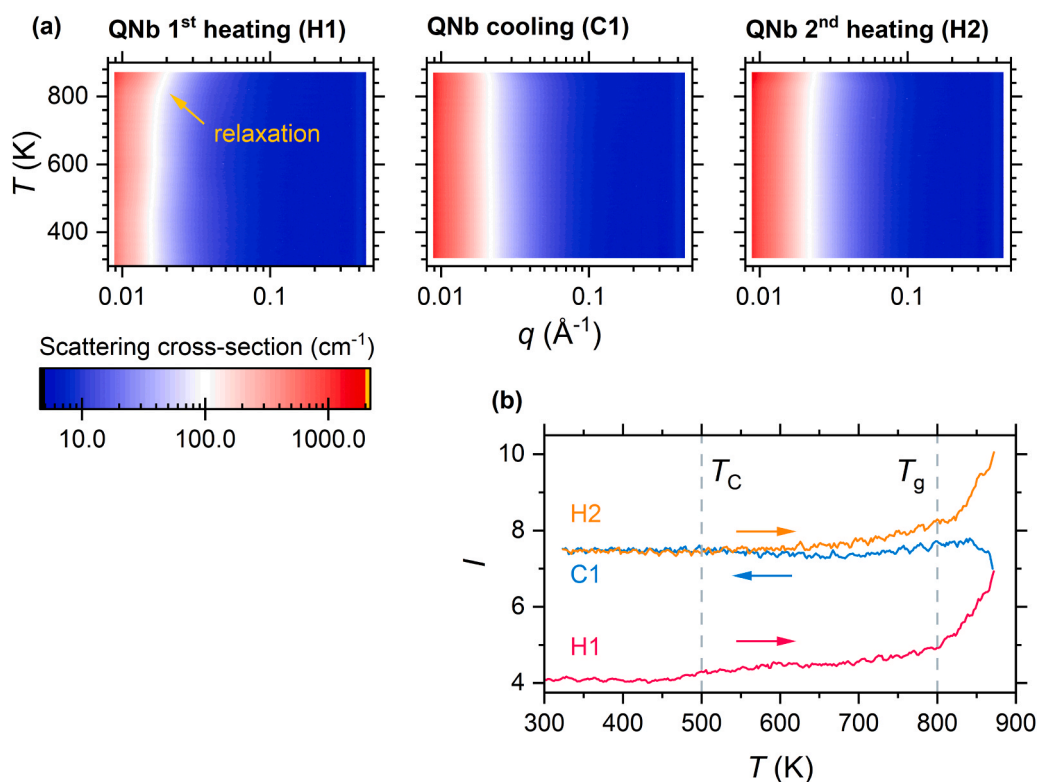 (a)
QNb 1st heating (H1)
QNb cooling (C1)
QNb 2nd heating (H2)
T (K)
800
600
400
relaxation
0.01 0.1
0.01 0.1
0.01 0.1
q (Å-1)
Scattering cross-section (cm-1)
10.0 100.0 1000.0
(b)
I
10
8
6
4
TC
Tg
H2
C1
H1
300 400 500 600 700 800 900
T (K)